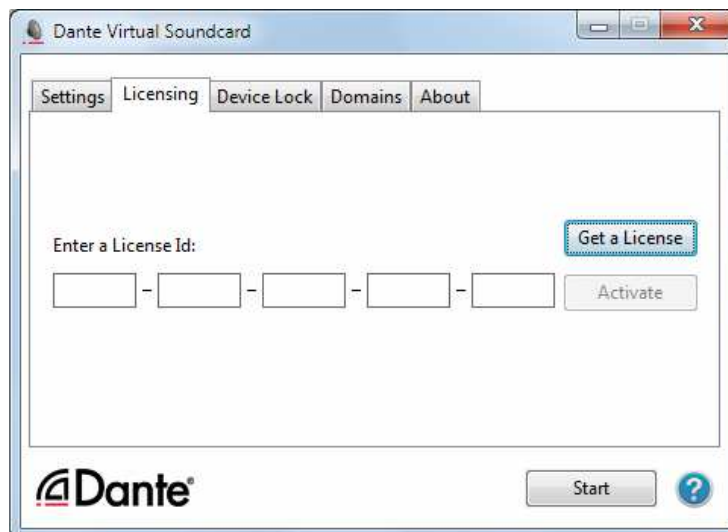 Dante Virtual Soundcard
Settings Licensing Device Lock Domains About
Get a License
Enter a License Id:
– – – –
Activate
Dante®
Start
?